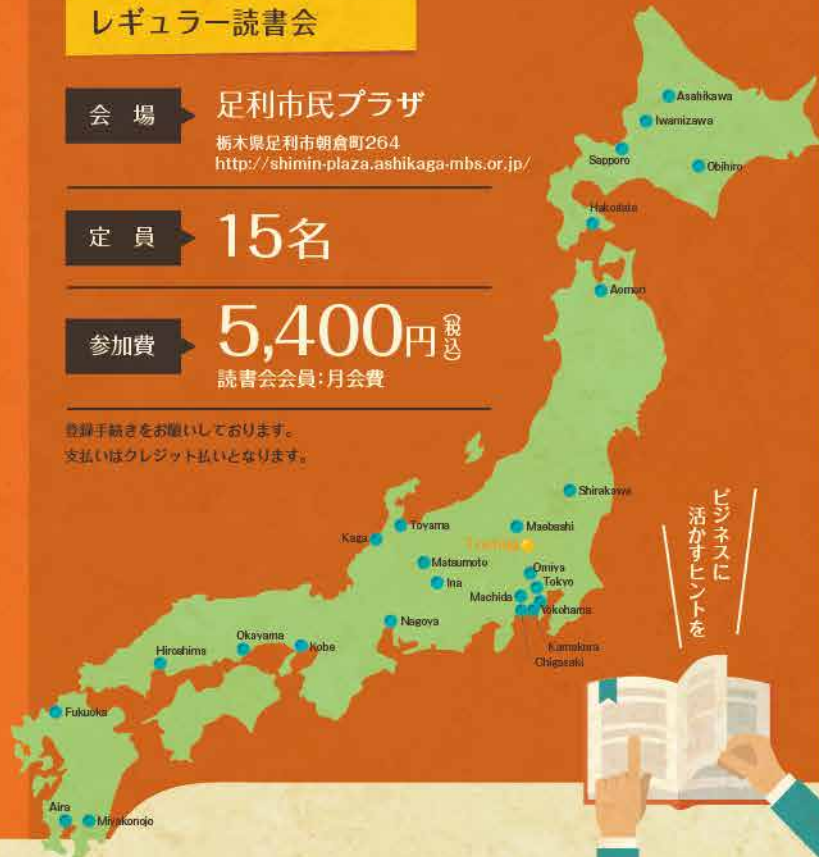 レギュラー読書会
会 場
足利市民プラザ
栃木県足利市朝倉町264
http://shimin-plaza.ashikaga-mbs.or.jp/
定 員
15名
参加費
5,400円(税込)
読書会会員:月会費
登録手続きをお願いしております。
支払いはクレジット払いとなります。
Asahikawa
Iwamizawa
Sapporo
Obihiro
Hakodate
Aomori
Shirakawa
Toyama
Maebashi
Kaga
Matsumoto
Omiya
Ina
Tokyo
Machida
Yokohama
Nagoya
Kamakura
Chigasaki
Okayama
Kobe
Hiroshima
Fukuoka
Aira
Miyakonojo
ビジネスに
活かすヒントを